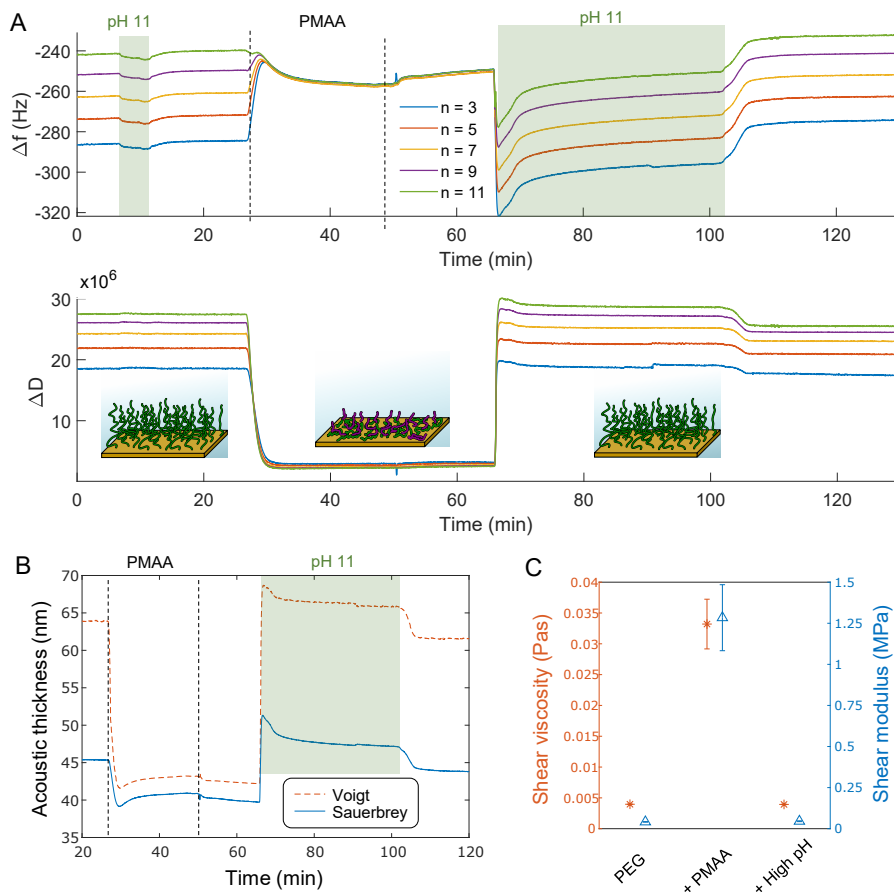 A
pH 11
PMAA
pH 11
Δf (Hz)
-240
-260
-280
-300
-320
n = 3
n = 5
n = 7
n = 9
n = 11
0
20
40
60
80
100
120
Time (min)
x10⁶
ΔD
30
20
10
0
20
40
60
80
100
120
Time (min)
B
PMAA
pH 11
Acoustic thickness (nm)
70
65
60
55
50
45
40
35
Voigt
Sauerbrey
20
40
60
80
100
120
Time (min)
C
Shear viscosity (Pas)
0.04
0.035
0.03
0.025
0.02
0.015
0.01
0.005
0
Shear modulus (MPa)
1.5
1.25
1
0.75
0.5
0.25
0
PEG
+ PMAA
+ High pH